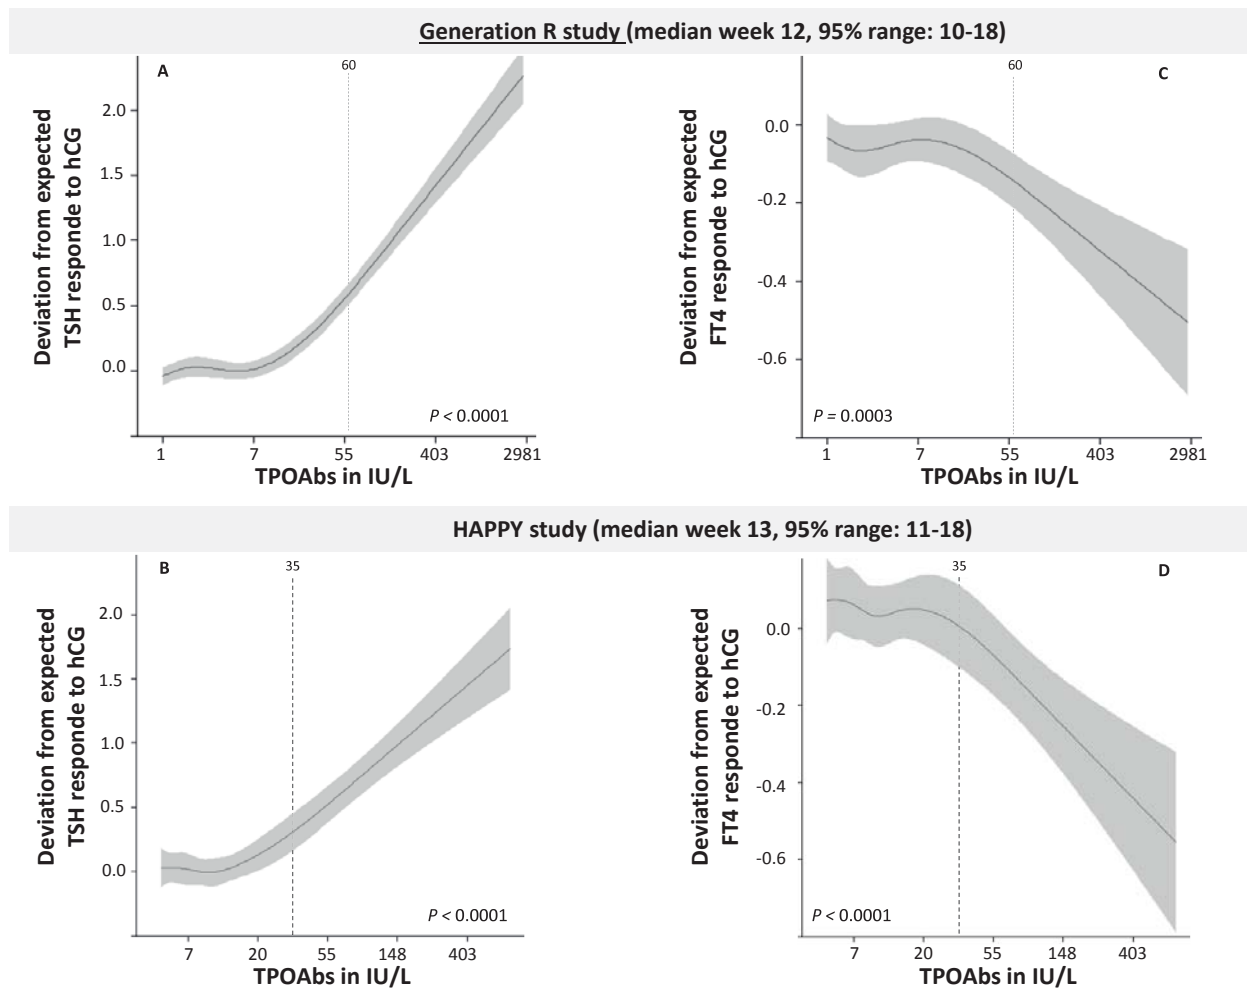 Generation R study (median week 12, 95% range: 10-18)
A
60
Deviation from expected
TSH responde to hCG
2.0
1.5
1.0
0.5
0.0
P < 0.0001
1 7 55 403 2981
TPOAbs in IU/L
C
60
Deviation from expected
FT4 responde to hCG
0.0
-0.2
-0.4
-0.6
P = 0.0003
1 7 55 403 2981
TPOAbs in IU/L
HAPPY study (median week 13, 95% range: 11-18)
B
35
Deviation from expected
TSH responde to hCG
2.0
1.5
1.0
0.5
0.0
P < 0.0001
7 20 55 148 403
TPOAbs in IU/L
D
35
Deviation from expected
FT4 responde to hCG
0.0
-0.2
-0.4
-0.6
P < 0.0001
7 20 55 148 403
TPOAbs in IU/L